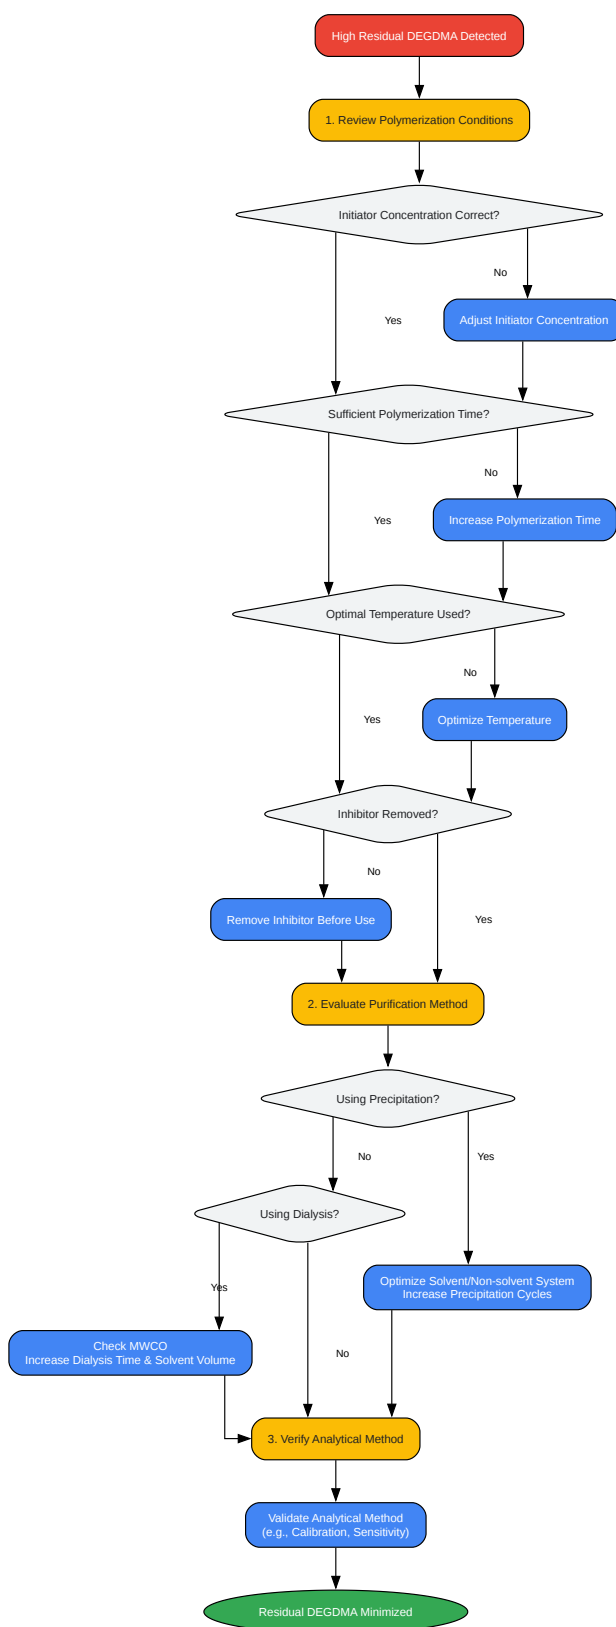 High Residual DEGDMA Detected
1. Review Polymerization Conditions
Initiator Concentration Correct?
No
Yes
Adjust Initiator Concentration
Sufficient Polymerization Time?
No
Yes
Increase Polymerization Time
Optimal Temperature Used?
No
Yes
Optimize Temperature
Inhibitor Removed?
No
Yes
Remove Inhibitor Before Use
2. Evaluate Purification Method
Using Precipitation?
No
Yes
Using Dialysis?
Optimize Solvent/Non-solvent System
Increase Precipitation Cycles
Yes
No
Check MWCO
Increase Dialysis Time & Solvent Volume
3. Verify Analytical Method
Validate Analytical Method
(e.g., Calibration, Sensitivity)
Residual DEGDMA Minimized